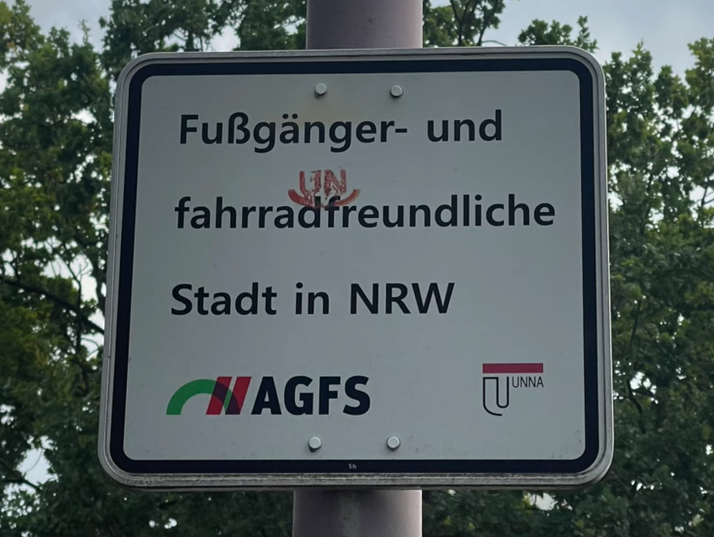 Fußgänger- und
UN
fahrradfreundliche
Stadt in NRW
AGFS
UNNA